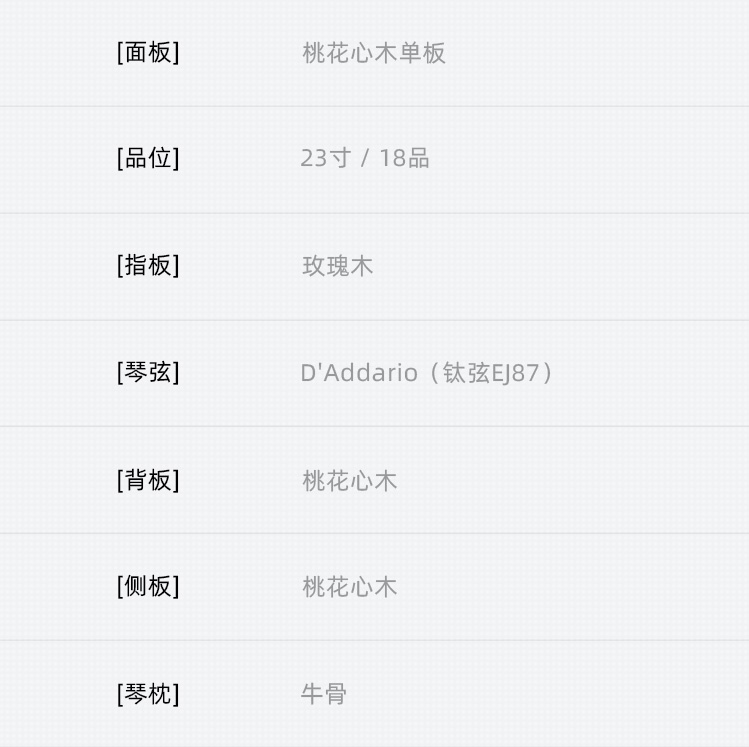 [面板] 桃花心木单板
[品位] 23寸 / 18品
[指板] 玫瑰木
[琴弦] D'Addario（钛弦EJ87）
[背板] 桃花心木
[侧板] 桃花心木
[琴枕] 牛骨